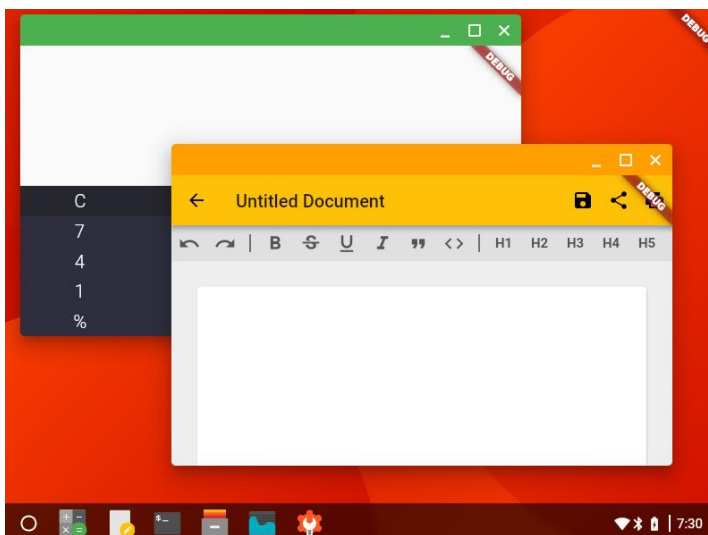 DEBUG
DEBUG
C
7
4
1
%
Untitled Document
DEBUG
B S U I H1 H2 H3 H4 H5
$_
7:30